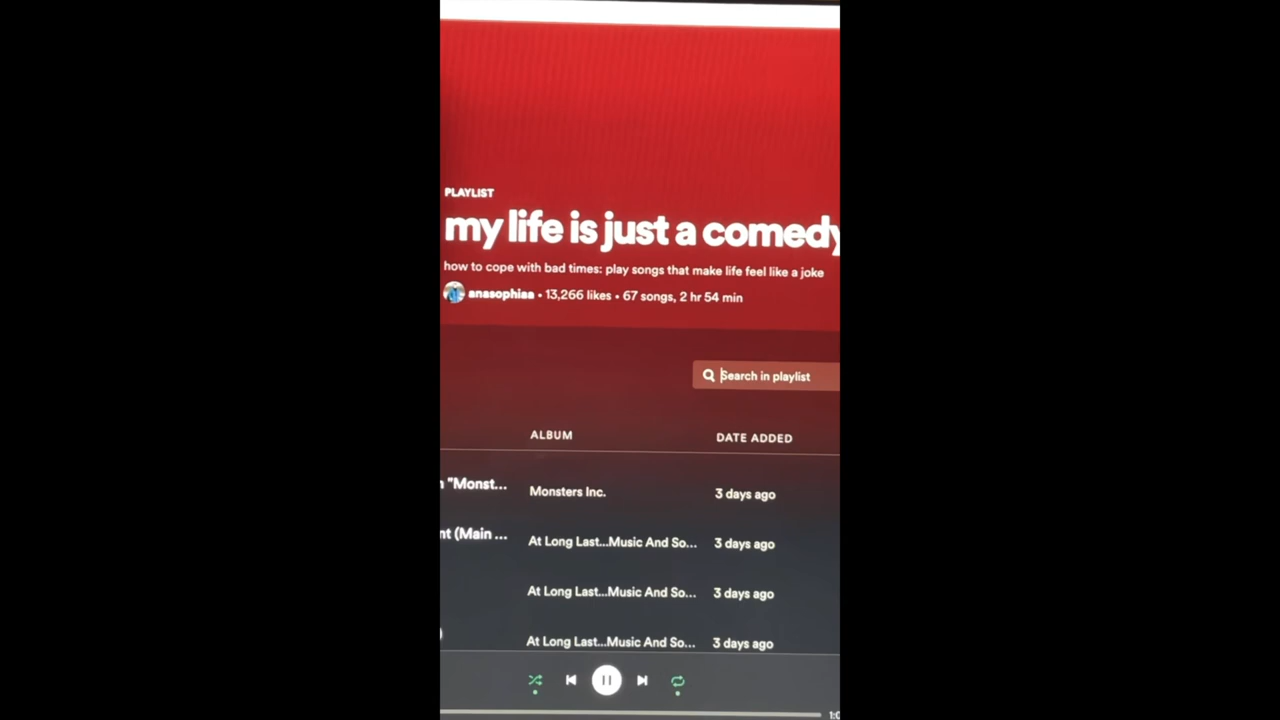 PLAYLIST
my life is just a comedy
how to cope with bad times: play songs that make life feel like a joke
anasophiaa • 13,266 likes • 67 songs, 2 hr 54 min
Search in playlist
ALBUM DATE ADDED
"Monst... Monsters Inc. 3 days ago
(Main ... At Long Last...Music And So... 3 days ago
At Long Last...Music And So... 3 days ago
) At Long Last...Music And So... 3 days ago